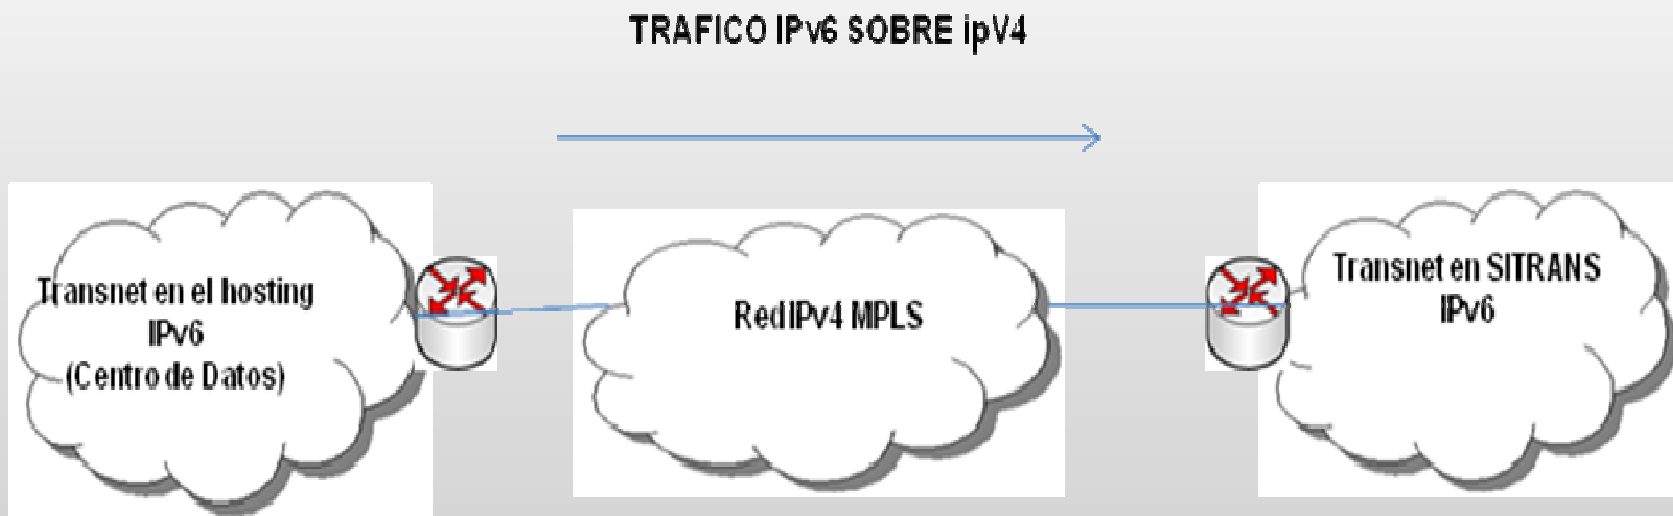 TRAFICO IPv6 SOBRE ipV4
Transnet en el hosting
IPv6
(Centro de Datos)
Red IPv4 MPLS
Transnet en SITRANS
IPv6